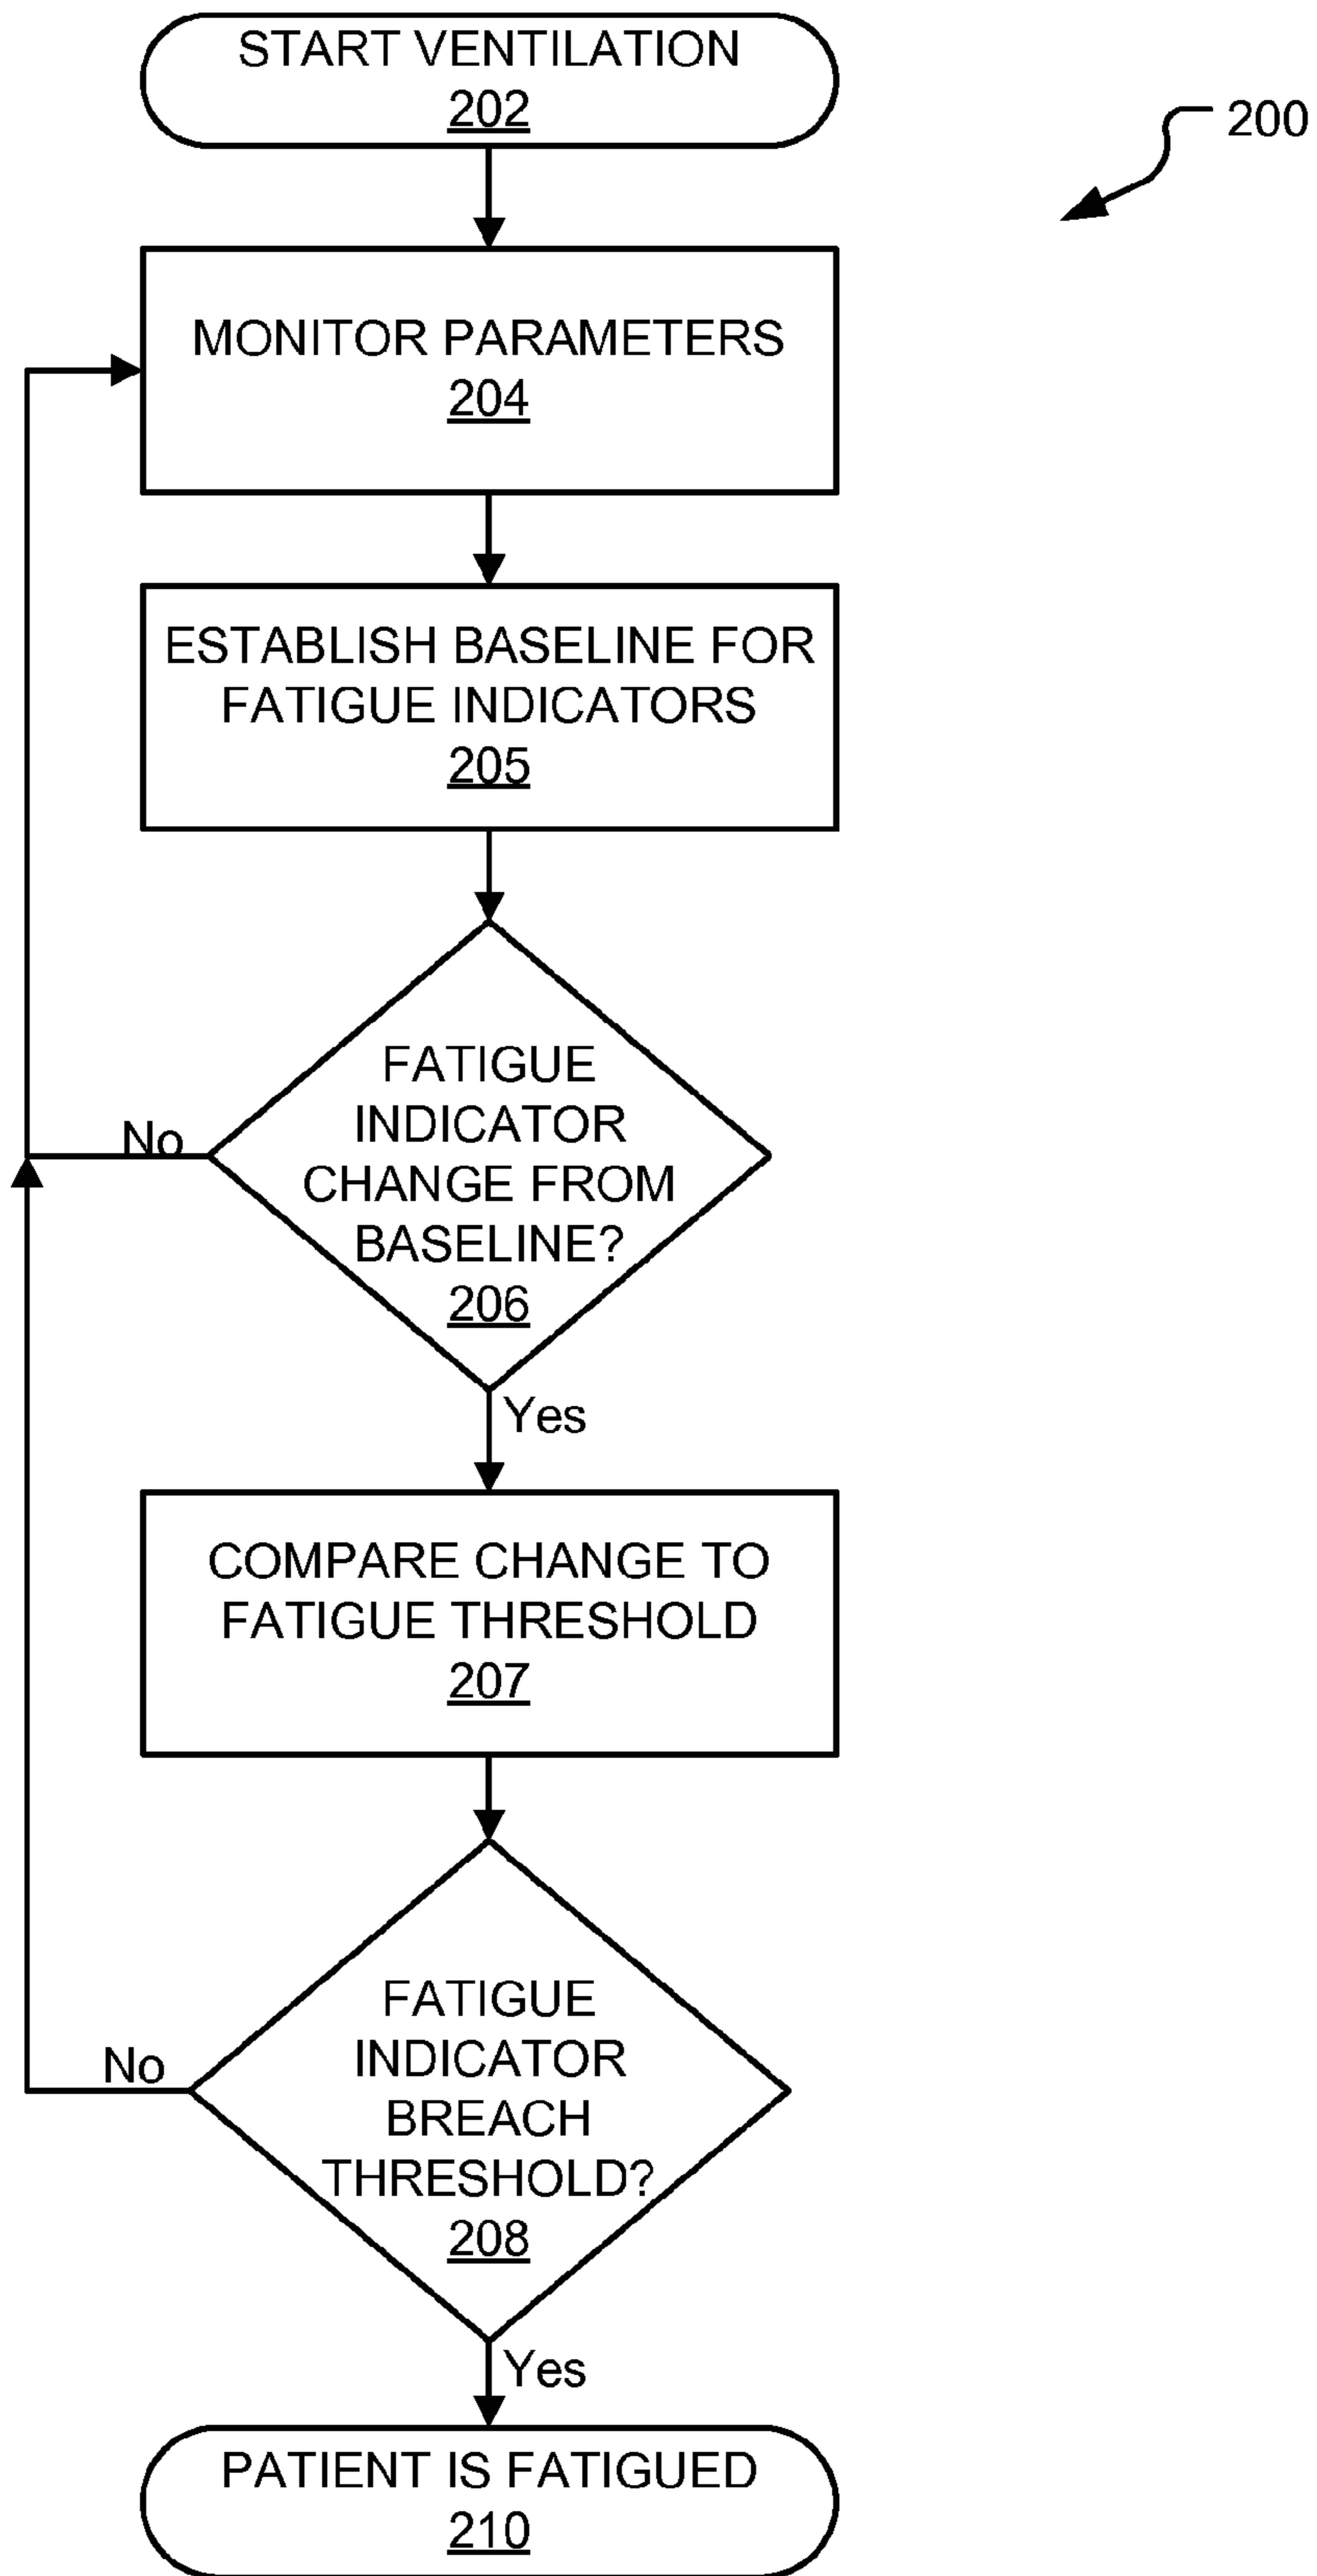 START VENTILATION
202
200
MONITOR PARAMETERS
204
ESTABLISH BASELINE FOR
FATIGUE INDICATORS
205
FATIGUE
INDICATOR
CHANGE FROM
BASELINE?
206
No
Yes
COMPARE CHANGE TO
FATIGUE THRESHOLD
207
FATIGUE
INDICATOR
BREACH
THRESHOLD?
208
No
Yes
PATIENT IS FATIGUED
210